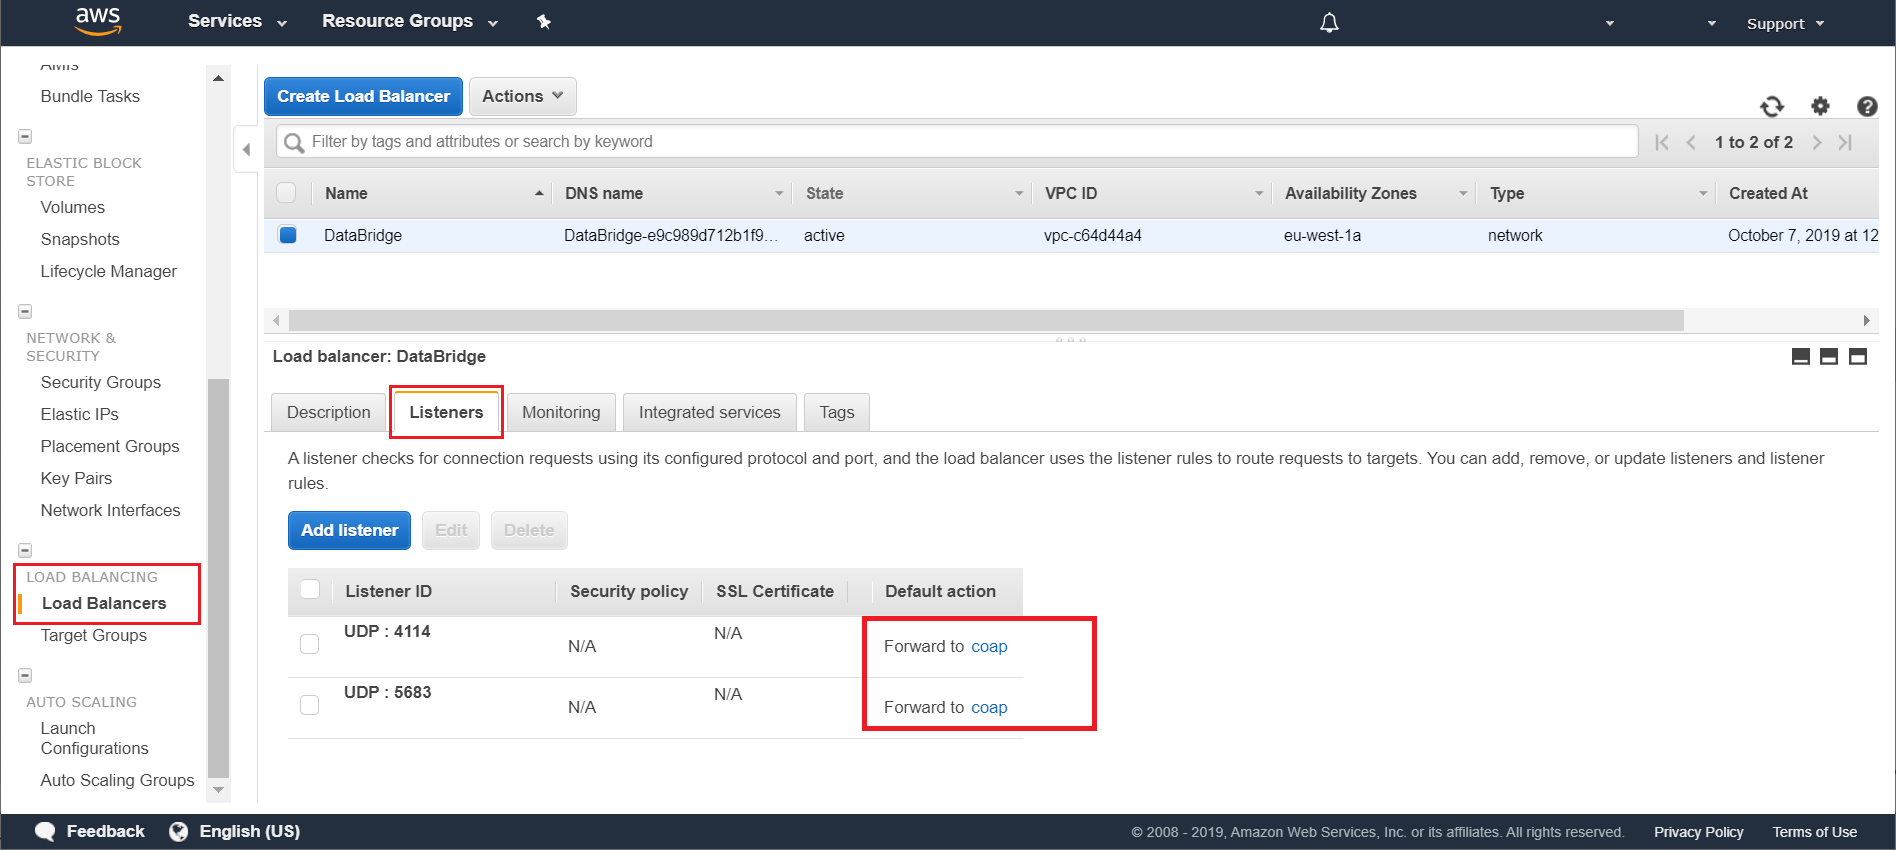 aws Services Resource Groups Support
AMIs
Bundle Tasks
ELASTIC BLOCK
STORE
Volumes
Snapshots
Lifecycle Manager
NETWORK &
SECURITY
Security Groups
Elastic IPs
Placement Groups
Key Pairs
Network Interfaces
LOAD BALANCING
Load Balancers
Target Groups
AUTO SCALING
Launch
Configurations
Auto Scaling Groups
Create Load Balancer Actions
Filter by tags and attributes or search by keyword 1 to 2 of 2
Name DNS name State VPC ID Availability Zones Type Created At
DataBridge DataBridge-e9c989d712b1f9... active vpc-c64d44a4 eu-west-1a network October 7, 2019 at 12
Load balancer: DataBridge
Description Listeners Monitoring Integrated services Tags
A listener checks for connection requests using its configured protocol and port, and the load balancer uses the listener rules to route requests to targets. You can add, remove, or update listeners and listener
rules.
Add listener Edit Delete
Listener ID Security policy SSL Certificate Default action
UDP : 4114 N/A N/A Forward to coap
UDP : 5683 N/A N/A Forward to coap
Feedback English (US) © 2008 - 2019, Amazon Web Services, Inc. or its affiliates. All rights reserved. Privacy Policy Terms of Use